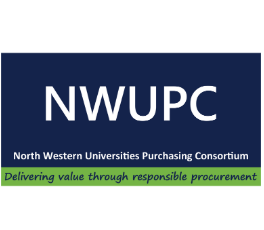 NWUPC
North Western Universities Purchasing Consortium
Delivering value through responsible procurement